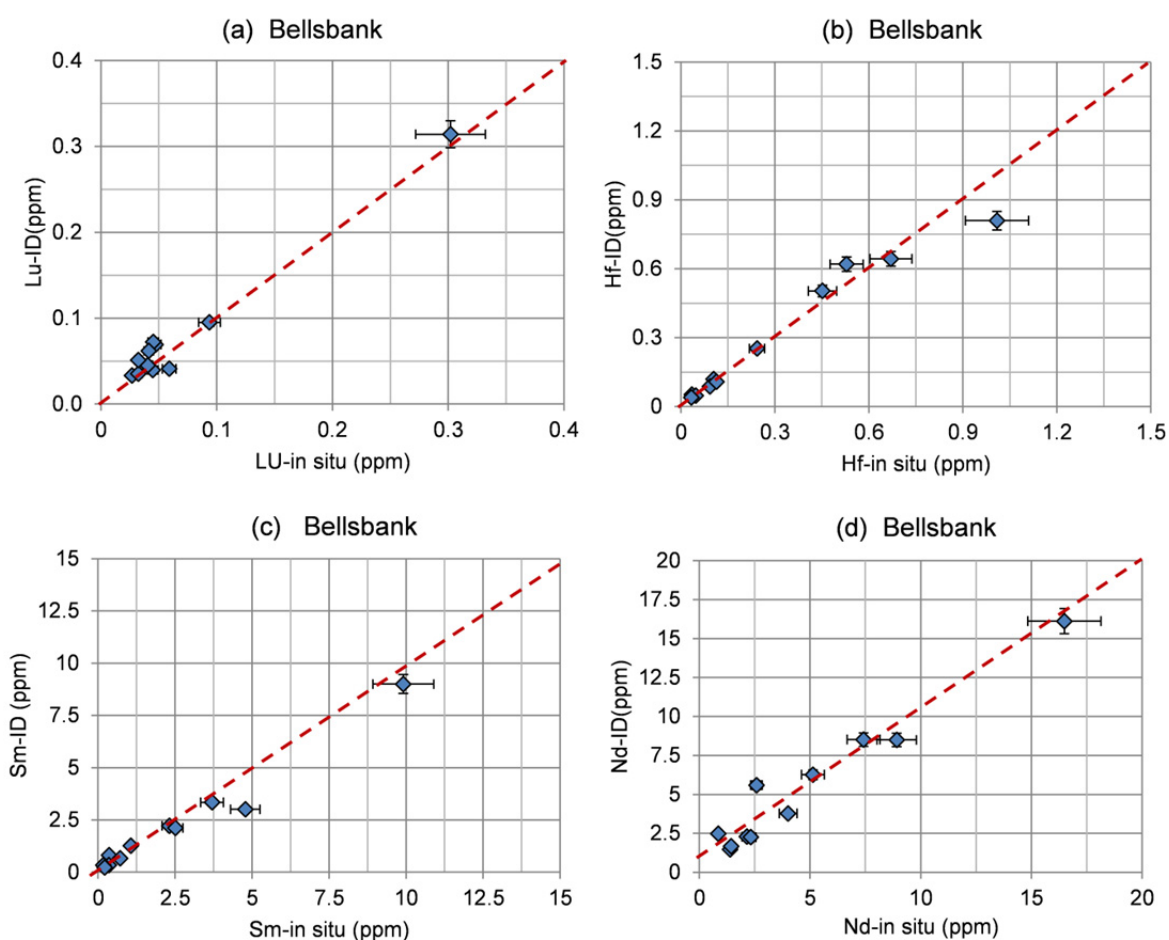 (a) Bellsbank
0.4
0.3
0.2
0.1
0.0
Lu-ID(ppm)
0 0.1 0.2 0.3 0.4
LU-in situ (ppm)
(b) Bellsbank
1.5
1.2
0.9
0.6
0.3
0
Hf-ID(ppm)
0 0.3 0.6 0.9 1.2 1.5
Hf-in situ (ppm)
(c) Bellsbank
15
12.5
10
7.5
5
2.5
0
Sm-ID (ppm)
0 2.5 5 7.5 10 12.5 15
Sm-in situ (ppm)
(d) Bellsbank
20
17.5
15
12.5
10
7.5
5
2.5
0
Nd-ID(ppm)
0 5 10 15 20
Nd-in situ (ppm)